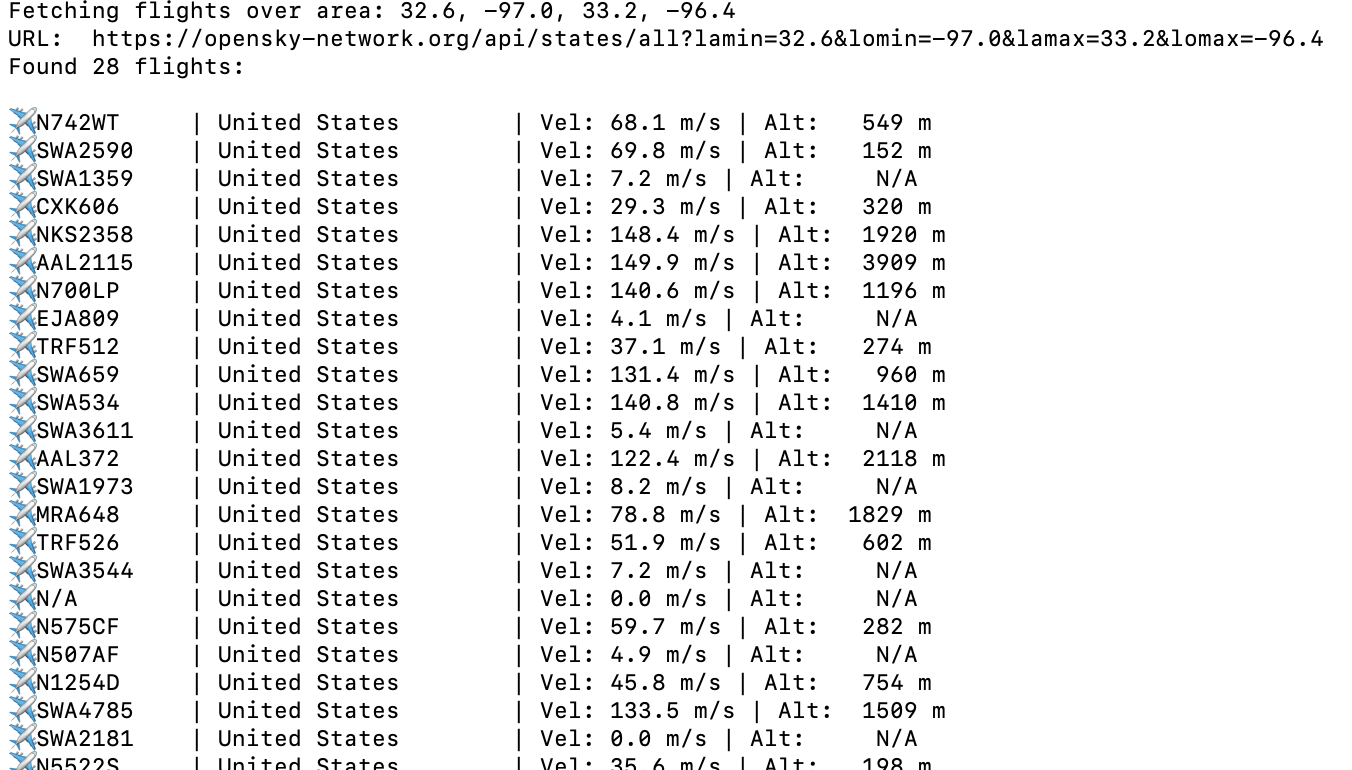 Fetching flights over area: 32.6, -97.0, 33.2, -96.4
URL:  https://opensky-network.org/api/states/all?lamin=32.6&lomin=-97.0&lamax=33.2&lomax=-96.4
Found 28 flights:
✈️N742WT     | United States        | Vel: 68.1 m/s | Alt:   549 m
✈️SWA2590    | United States        | Vel: 69.8 m/s | Alt:   152 m
✈️SWA1359    | United States        | Vel: 7.2 m/s | Alt:     N/A
✈️CXK606     | United States        | Vel: 29.3 m/s | Alt:   320 m
✈️NKS2358    | United States        | Vel: 148.4 m/s | Alt:  1920 m
✈️AAL2115    | United States        | Vel: 149.9 m/s | Alt:  3909 m
✈️N700LP     | United States        | Vel: 140.6 m/s | Alt:  1196 m
✈️EJA809     | United States        | Vel: 4.1 m/s | Alt:     N/A
✈️TRF512     | United States        | Vel: 37.1 m/s | Alt:   274 m
✈️SWA659     | United States        | Vel: 131.4 m/s | Alt:   960 m
✈️SWA534     | United States        | Vel: 140.8 m/s | Alt:  1410 m
✈️SWA3611    | United States        | Vel: 5.4 m/s | Alt:     N/A
✈️AAL372     | United States        | Vel: 122.4 m/s | Alt:  2118 m
✈️SWA1973    | United States        | Vel: 8.2 m/s | Alt:     N/A
✈️MRA648     | United States        | Vel: 78.8 m/s | Alt:  1829 m
✈️TRF526     | United States        | Vel: 51.9 m/s | Alt:   602 m
✈️SWA3544    | United States        | Vel: 7.2 m/s | Alt:     N/A
✈️N/A        | United States        | Vel: 0.0 m/s | Alt:     N/A
✈️N575CF     | United States        | Vel: 59.7 m/s | Alt:   282 m
✈️N507AF     | United States        | Vel: 4.9 m/s | Alt:     N/A
✈️N1254D     | United States        | Vel: 45.8 m/s | Alt:   754 m
✈️SWA4785    | United States        | Vel: 133.5 m/s | Alt:  1509 m
✈️SWA2181    | United States        | Vel: 0.0 m/s | Alt:     N/A
✈️N5522S     | United States        | Vel: 35.6 m/s | Alt:   198 m